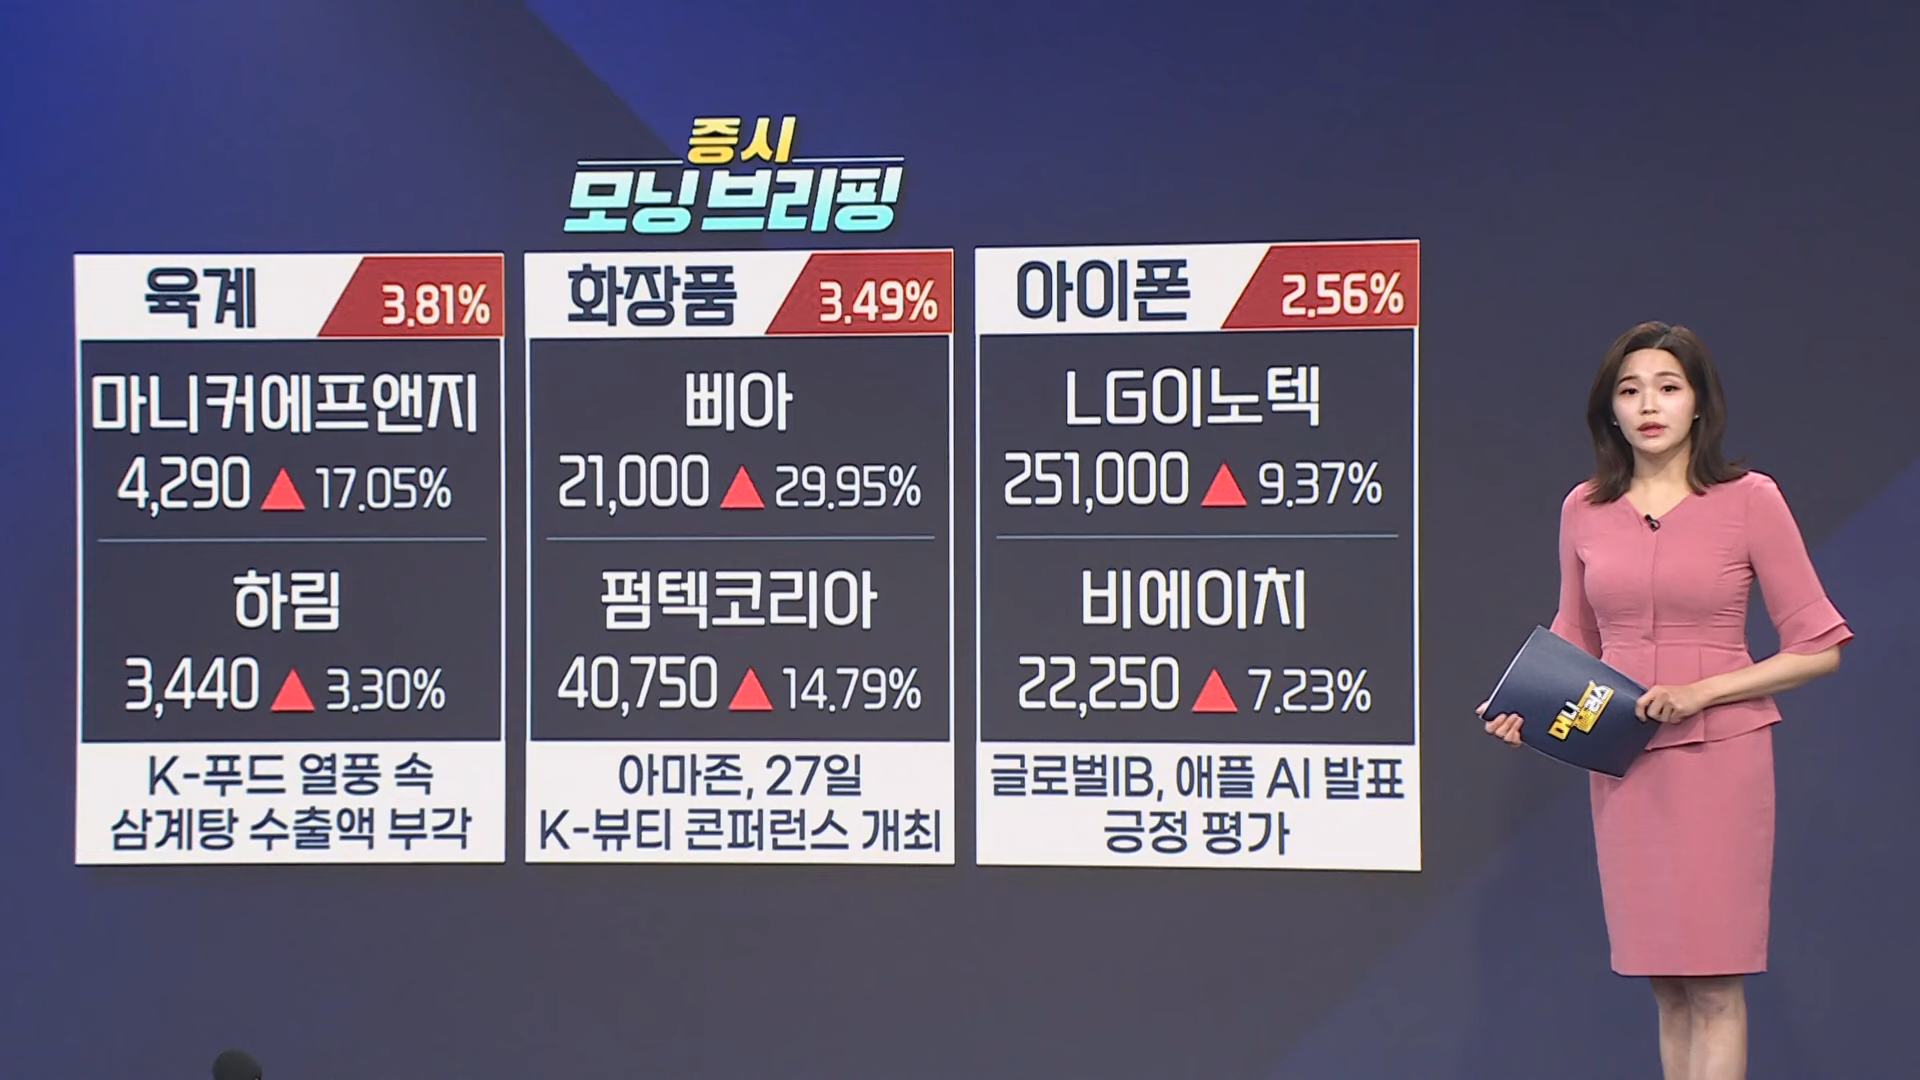 증시
모닝 브리핑
육계 3.81%
마니커에프앤지
4,290 ▲ 17.05%
하림
3,440 ▲ 3.30%
K-푸드 열풍 속
삼계탕 수출액 부각
화장품 3.49%
삐아
21,000 ▲ 29.95%
펌텍코리아
40,750 ▲ 14.79%
아마존, 27일
K-뷰티 콘퍼런스 개최
아이폰 2.56%
LG이노텍
251,000 ▲ 9.37%
비에이치
22,250 ▲ 7.23%
글로벌IB, 애플 AI 발표
긍정 평가
머니
플러스